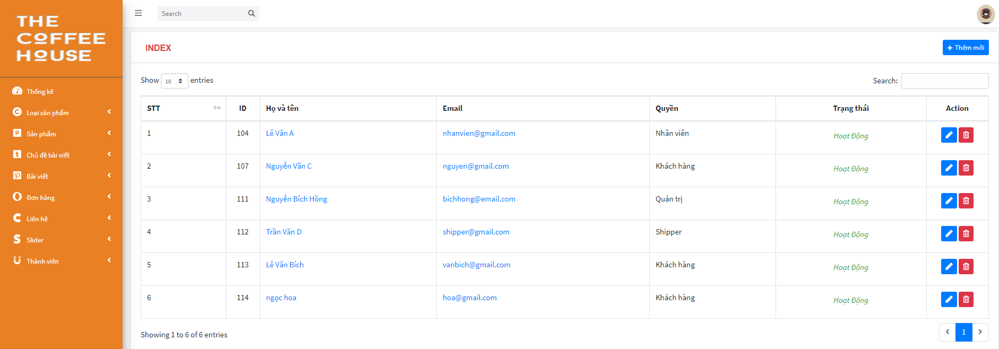 THE
COFFEE
HOUSE
Search
Thống kê
Loại sản phẩm
Sản phẩm
Chủ đề bài viết
Bài viết
Đơn hàng
Liên hệ
Slider
Thành viên
INDEX
+ Thêm mới
Show 10 entries
Search:
STT ID Họ và tên Email Quyền Trạng thái Action
1 104 Lê Văn A nhanvien@gmail.com Nhân viên Hoạt Động
2 107 Nguyễn Văn C nguyen@gmail.com Khách hàng Hoạt Động
3 111 Nguyễn Bích Hồng bichhong@email.com Quản trị Hoạt Động
4 112 Trần Văn D shipper@gmail.com Shipper Hoạt Động
5 113 Lê Văn Bích vanbich@gmail.com Khách hàng Hoạt Động
6 114 ngọc hoa hoa@gmail.com Khách hàng Hoạt Động
Showing 1 to 6 of 6 entries
1